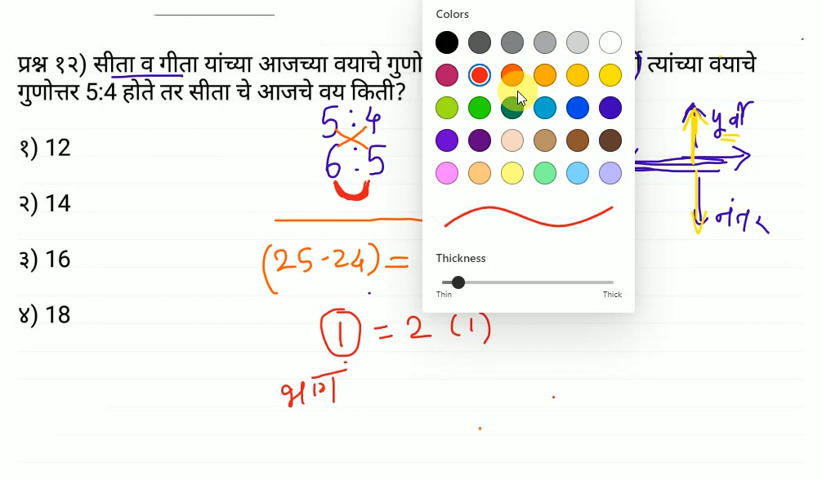 Colors
प्रश्न १२) सीता व गीता यांच्या आजच्या वयाचे गुणो त्यांच्या वयाचे
गुणोत्तर 5:4 होते तर सीता चे आजचे वय किती?
5:4
6:5
१) 12
२) 14
३) 16
४) 18
पूर्वी
नंतर
(25-24)=
1 = 2 (1)
भाग
Thickness
Thin Thick